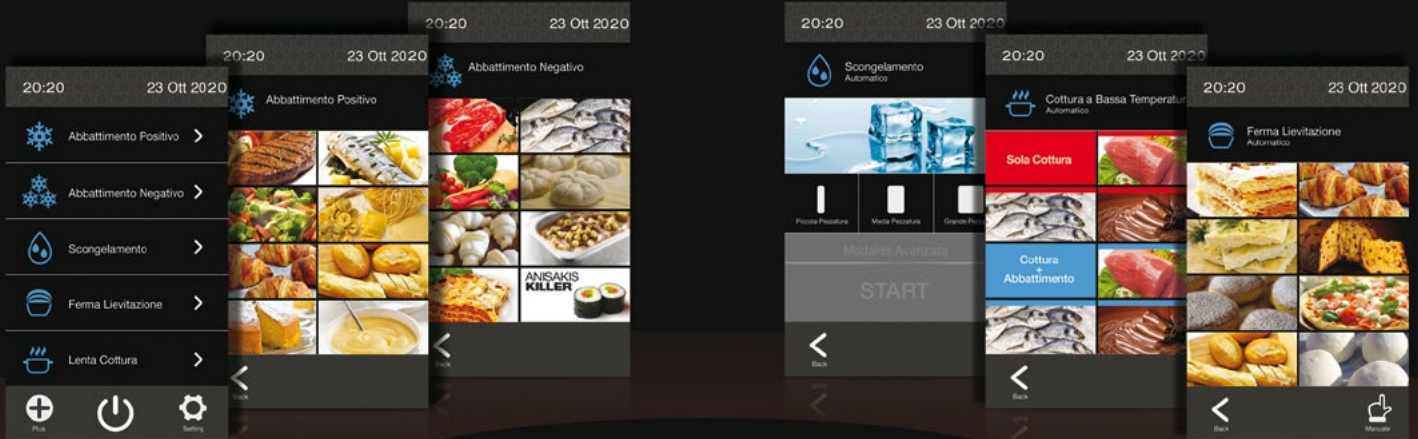 20:20 23 Ott 2020
Abbattimento Positivo
Abbattimento Negativo
Scongelamento
Ferma Lievitazione
Lenta Cottura
Plus
Setting
20:20 23 Ott 2020
Abbattimento Positivo
Back
20:20 23 Ott 2020
Abbattimento Negativo
ANISAKIS
KILLER
Back
20:20 23 Ott 2020
Scongelamento
Automatico
Piccola Pezzatura Media Pezzatura Grande
START
Back
20:20 23 Ott 2020
Cottura a Bassa Temperatur
Automatico
Sola Cottura
Cottura
+
Abbattimento
Back
20:20 23 Ott 2020
Ferma Lievitazione
Automatico
Back
Manuale